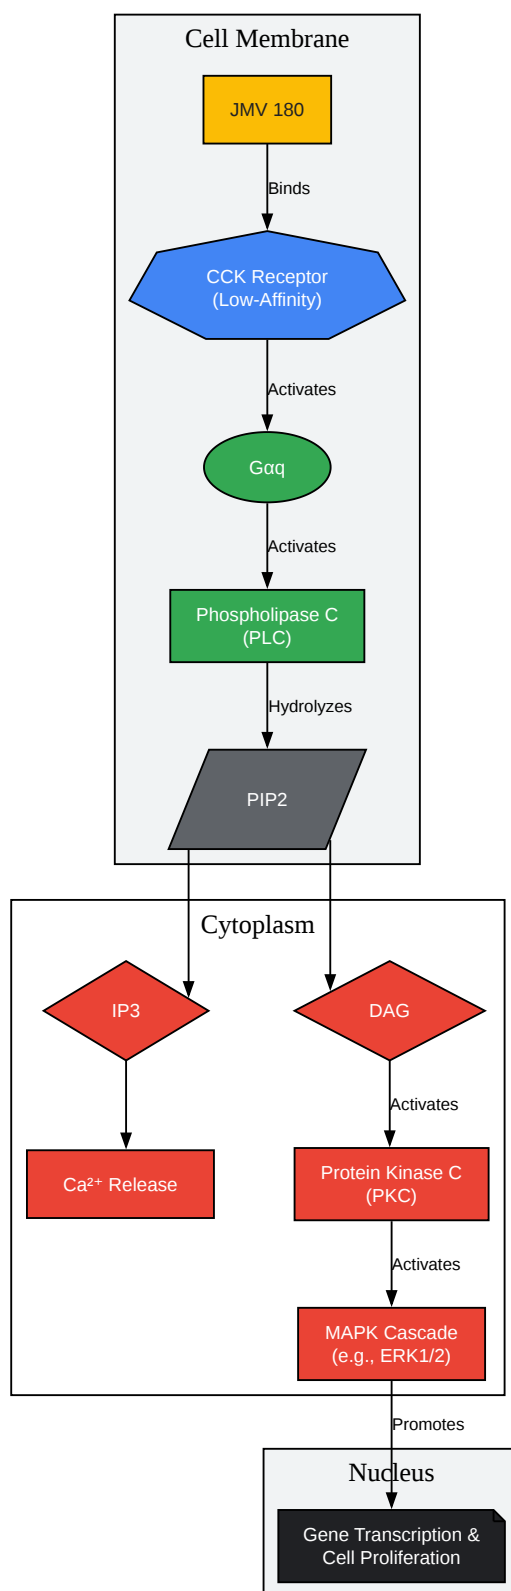 Cell Membrane
JMV 180
Binds
CCK Receptor
(Low-Affinity)
Activates
Gαq
Activates
Phospholipase C
(PLC)
Hydrolyzes
PIP2
Cytoplasm
IP3
DAG
Activates
Ca²⁺ Release
Protein Kinase C
(PKC)
Activates
MAPK Cascade
(e.g., ERK1/2)
Promotes
Nucleus
Gene Transcription &
Cell Proliferation